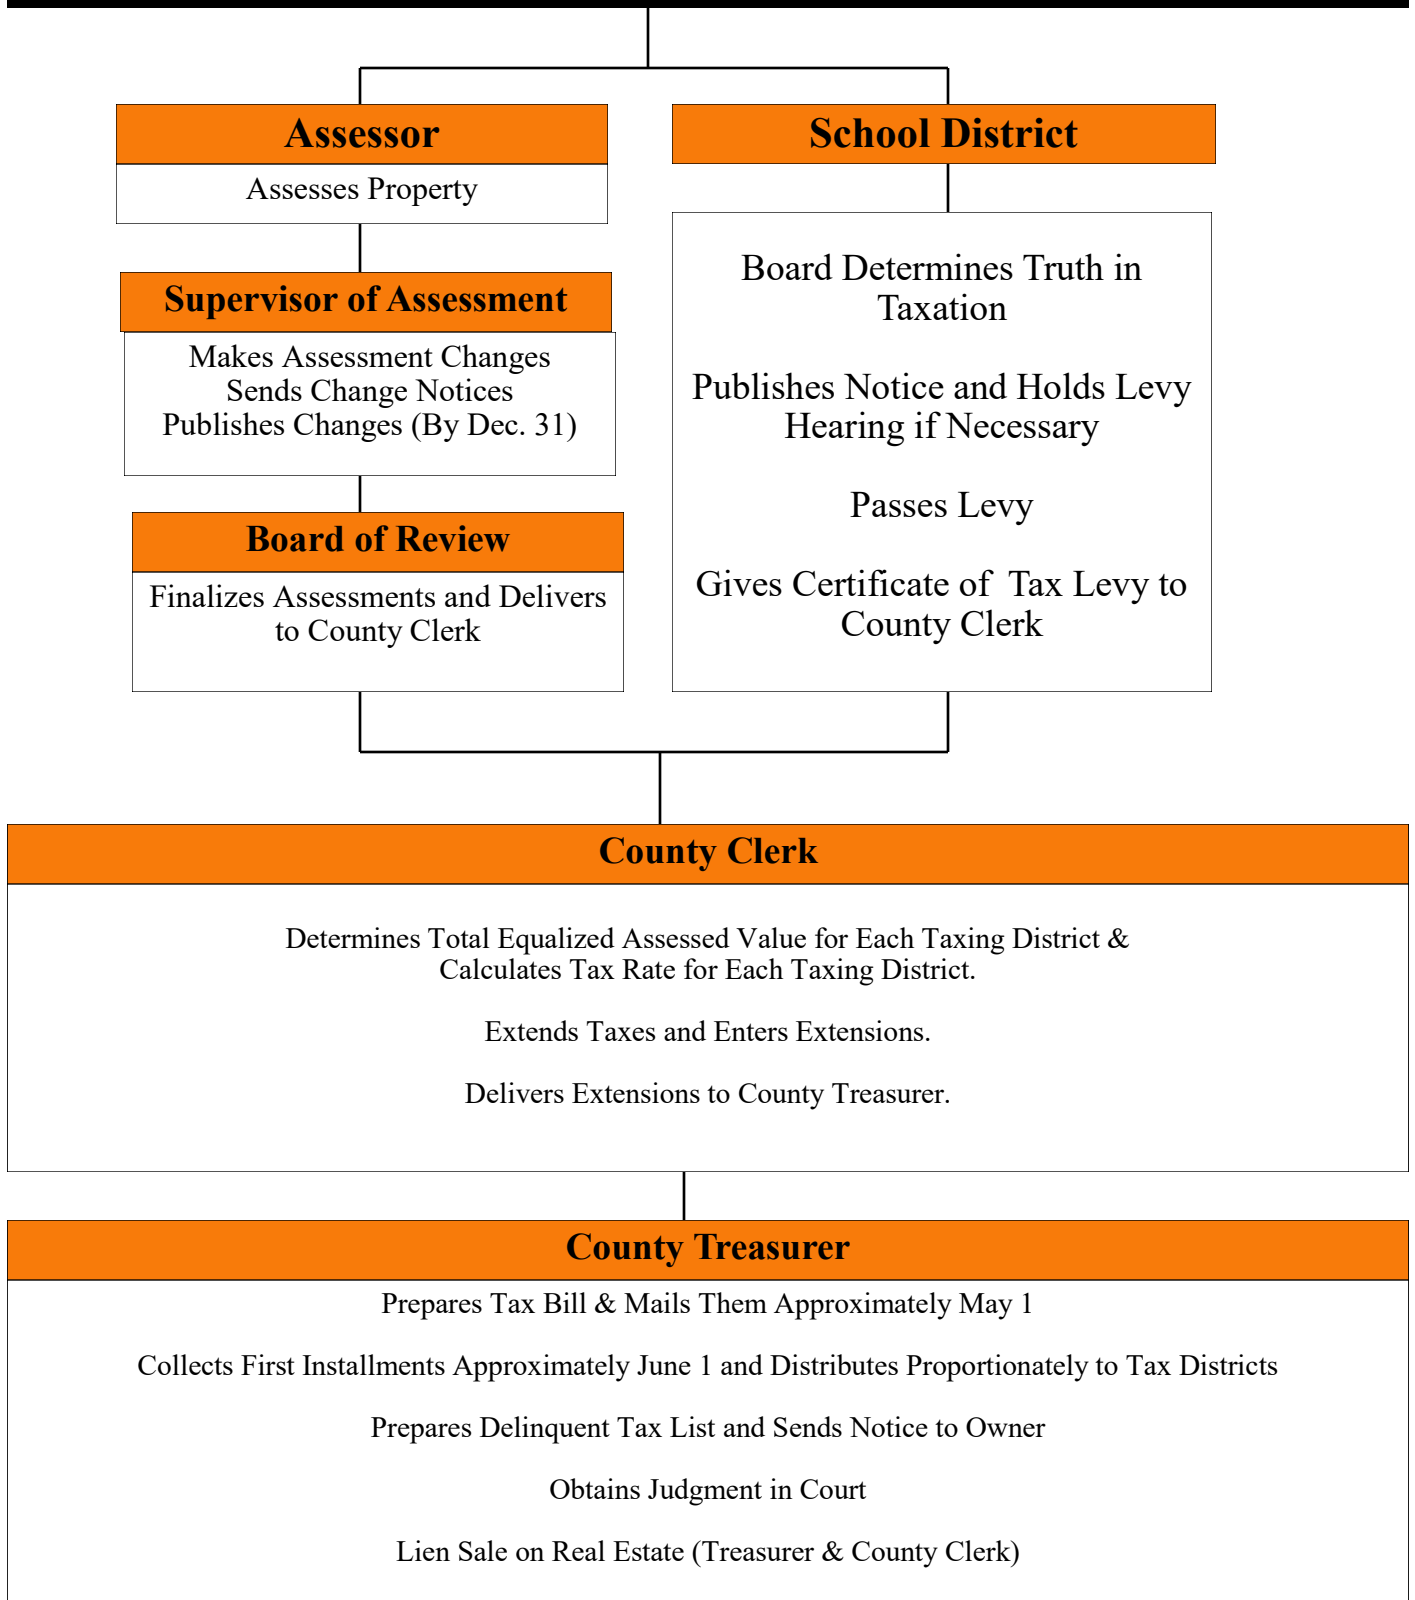 Assessor
Assesses Property
Supervisor of Assessment
Makes Assessment Changes
Sends Change Notices
Publishes Changes (By Dec. 31)
Board of Review
Finalizes Assessments and Delivers
to County Clerk
School District
Board Determines Truth in
Taxation
Publishes Notice and Holds Levy
Hearing if Necessary
Passes Levy
Gives Certificate of  Tax Levy to
County Clerk
County Clerk
Determines Total Equalized Assessed Value for Each Taxing District &
Calculates Tax Rate for Each Taxing District.
Extends Taxes and Enters Extensions.
Delivers Extensions to County Treasurer.
County Treasurer
Prepares Tax Bill & Mails Them Approximately May 1
Collects First Installments Approximately June 1 and Distributes Proportionately to Tax Districts
Prepares Delinquent Tax List and Sends Notice to Owner
Obtains Judgment in Court
Lien Sale on Real Estate (Treasurer & County Clerk)